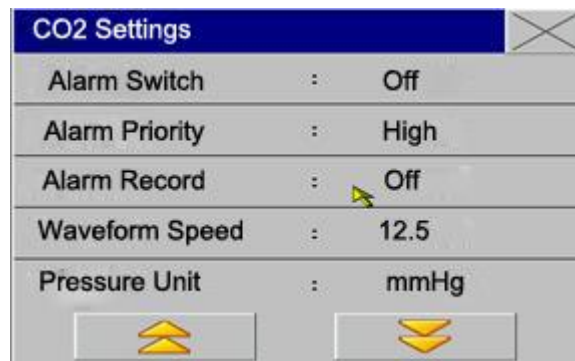 CO2 Settings
Alarm Switch : Off
Alarm Priority : High
Alarm Record : Off
Waveform Speed : 12.5
Pressure Unit : mmHg